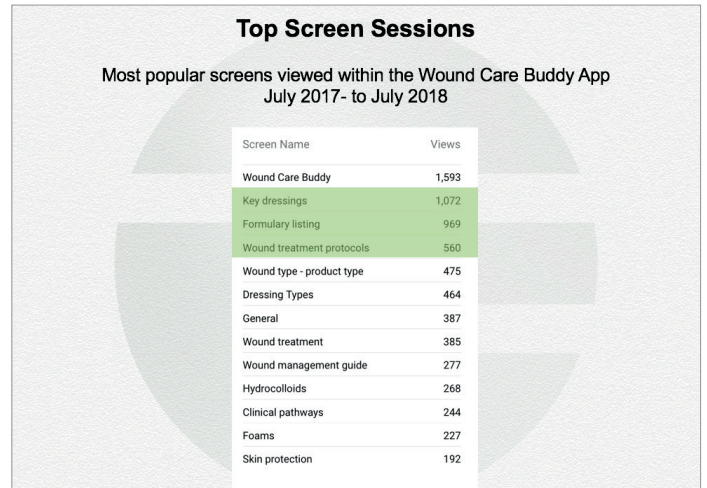 Top Screen Sessions
Most popular screens viewed within the Wound Care Buddy App
July 2017- to July 2018
Screen Name Views
Wound Care Buddy 1,593
Key dressings 1,072
Formulary listing 969
Wound treatment protocols 560
Wound type - product type 475
Dressing Types 464
General 387
Wound treatment 385
Wound management guide 277
Hydrocolloids 268
Clinical pathways 244
Foams 227
Skin protection 192